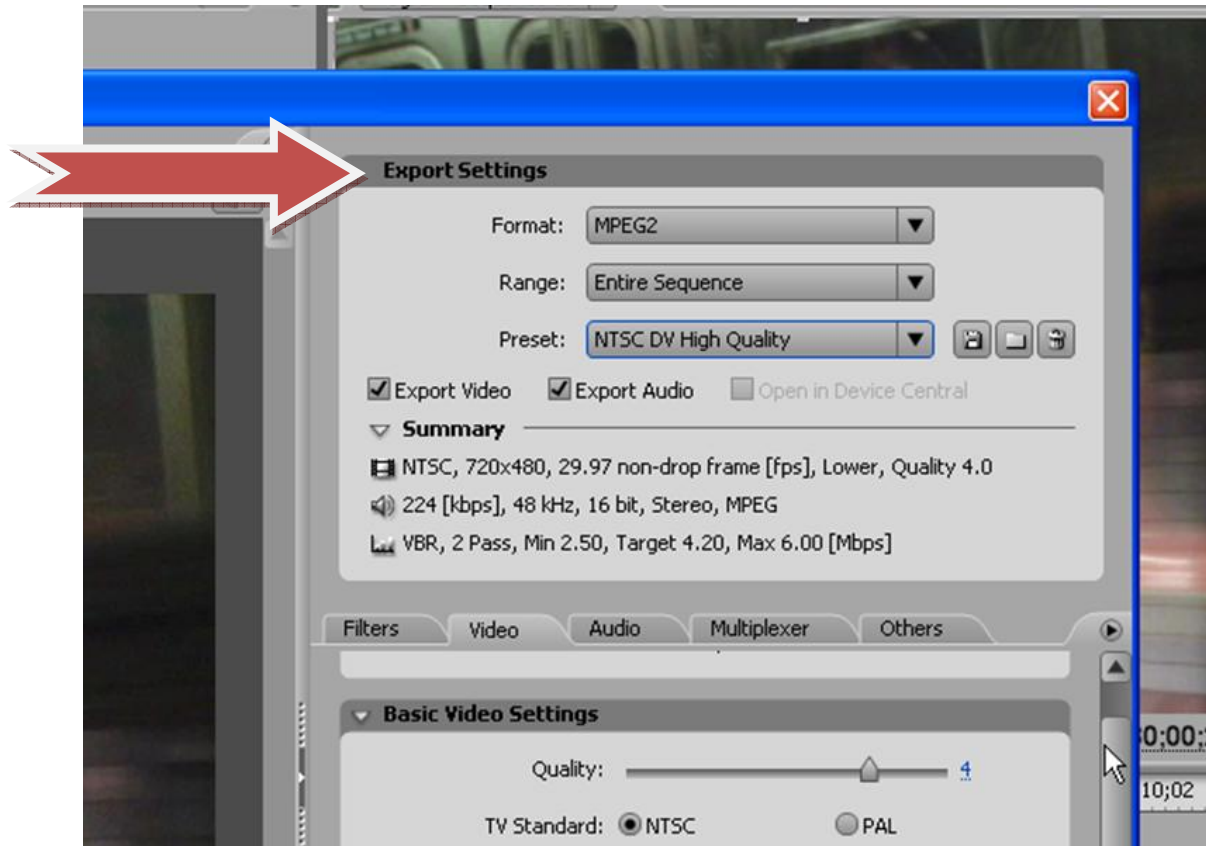 Export Settings
Format: MPEG2
Range: Entire Sequence
Preset: NTSC DV High Quality
Export Video Export Audio Open in Device Central
Summary
NTSC, 720x480, 29.97 non-drop frame [fps], Lower, Quality 4.0
224 [kbps], 48 kHz, 16 bit, Stereo, MPEG
VBR, 2 Pass, Min 2.50, Target 4.20, Max 6.00 [Mbps]
Filters Video Audio Multiplexer Others
Basic Video Settings
0;00;
Quality: 4
10;02
TV Standard: NTSC PAL